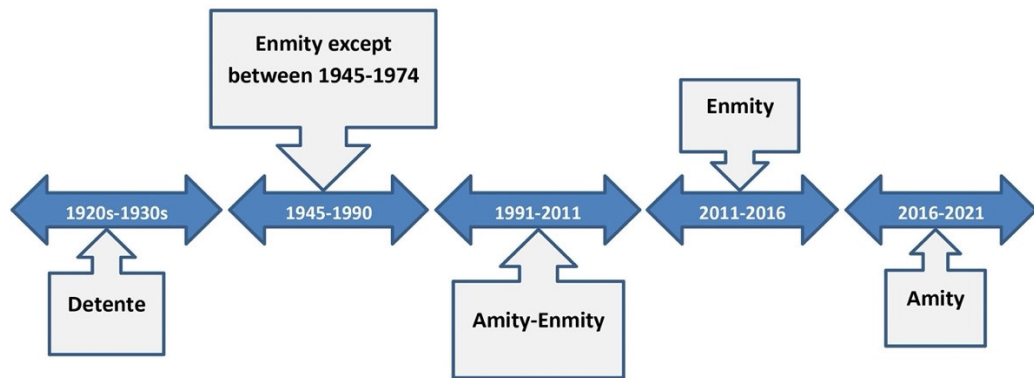 Enmity except
between 1945-1974
Enmity
1920s-1930s
1945-1990
1991-2011
2011-2016
2016-2021
Detente
Amity-Enmity
Amity